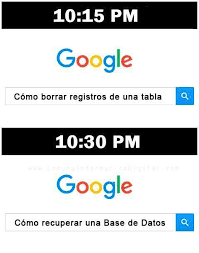 10:15 PM
Google
Cómo borrar registros de una tabla
10:30 PM
Google
Cómo recuperar una Base de Datos